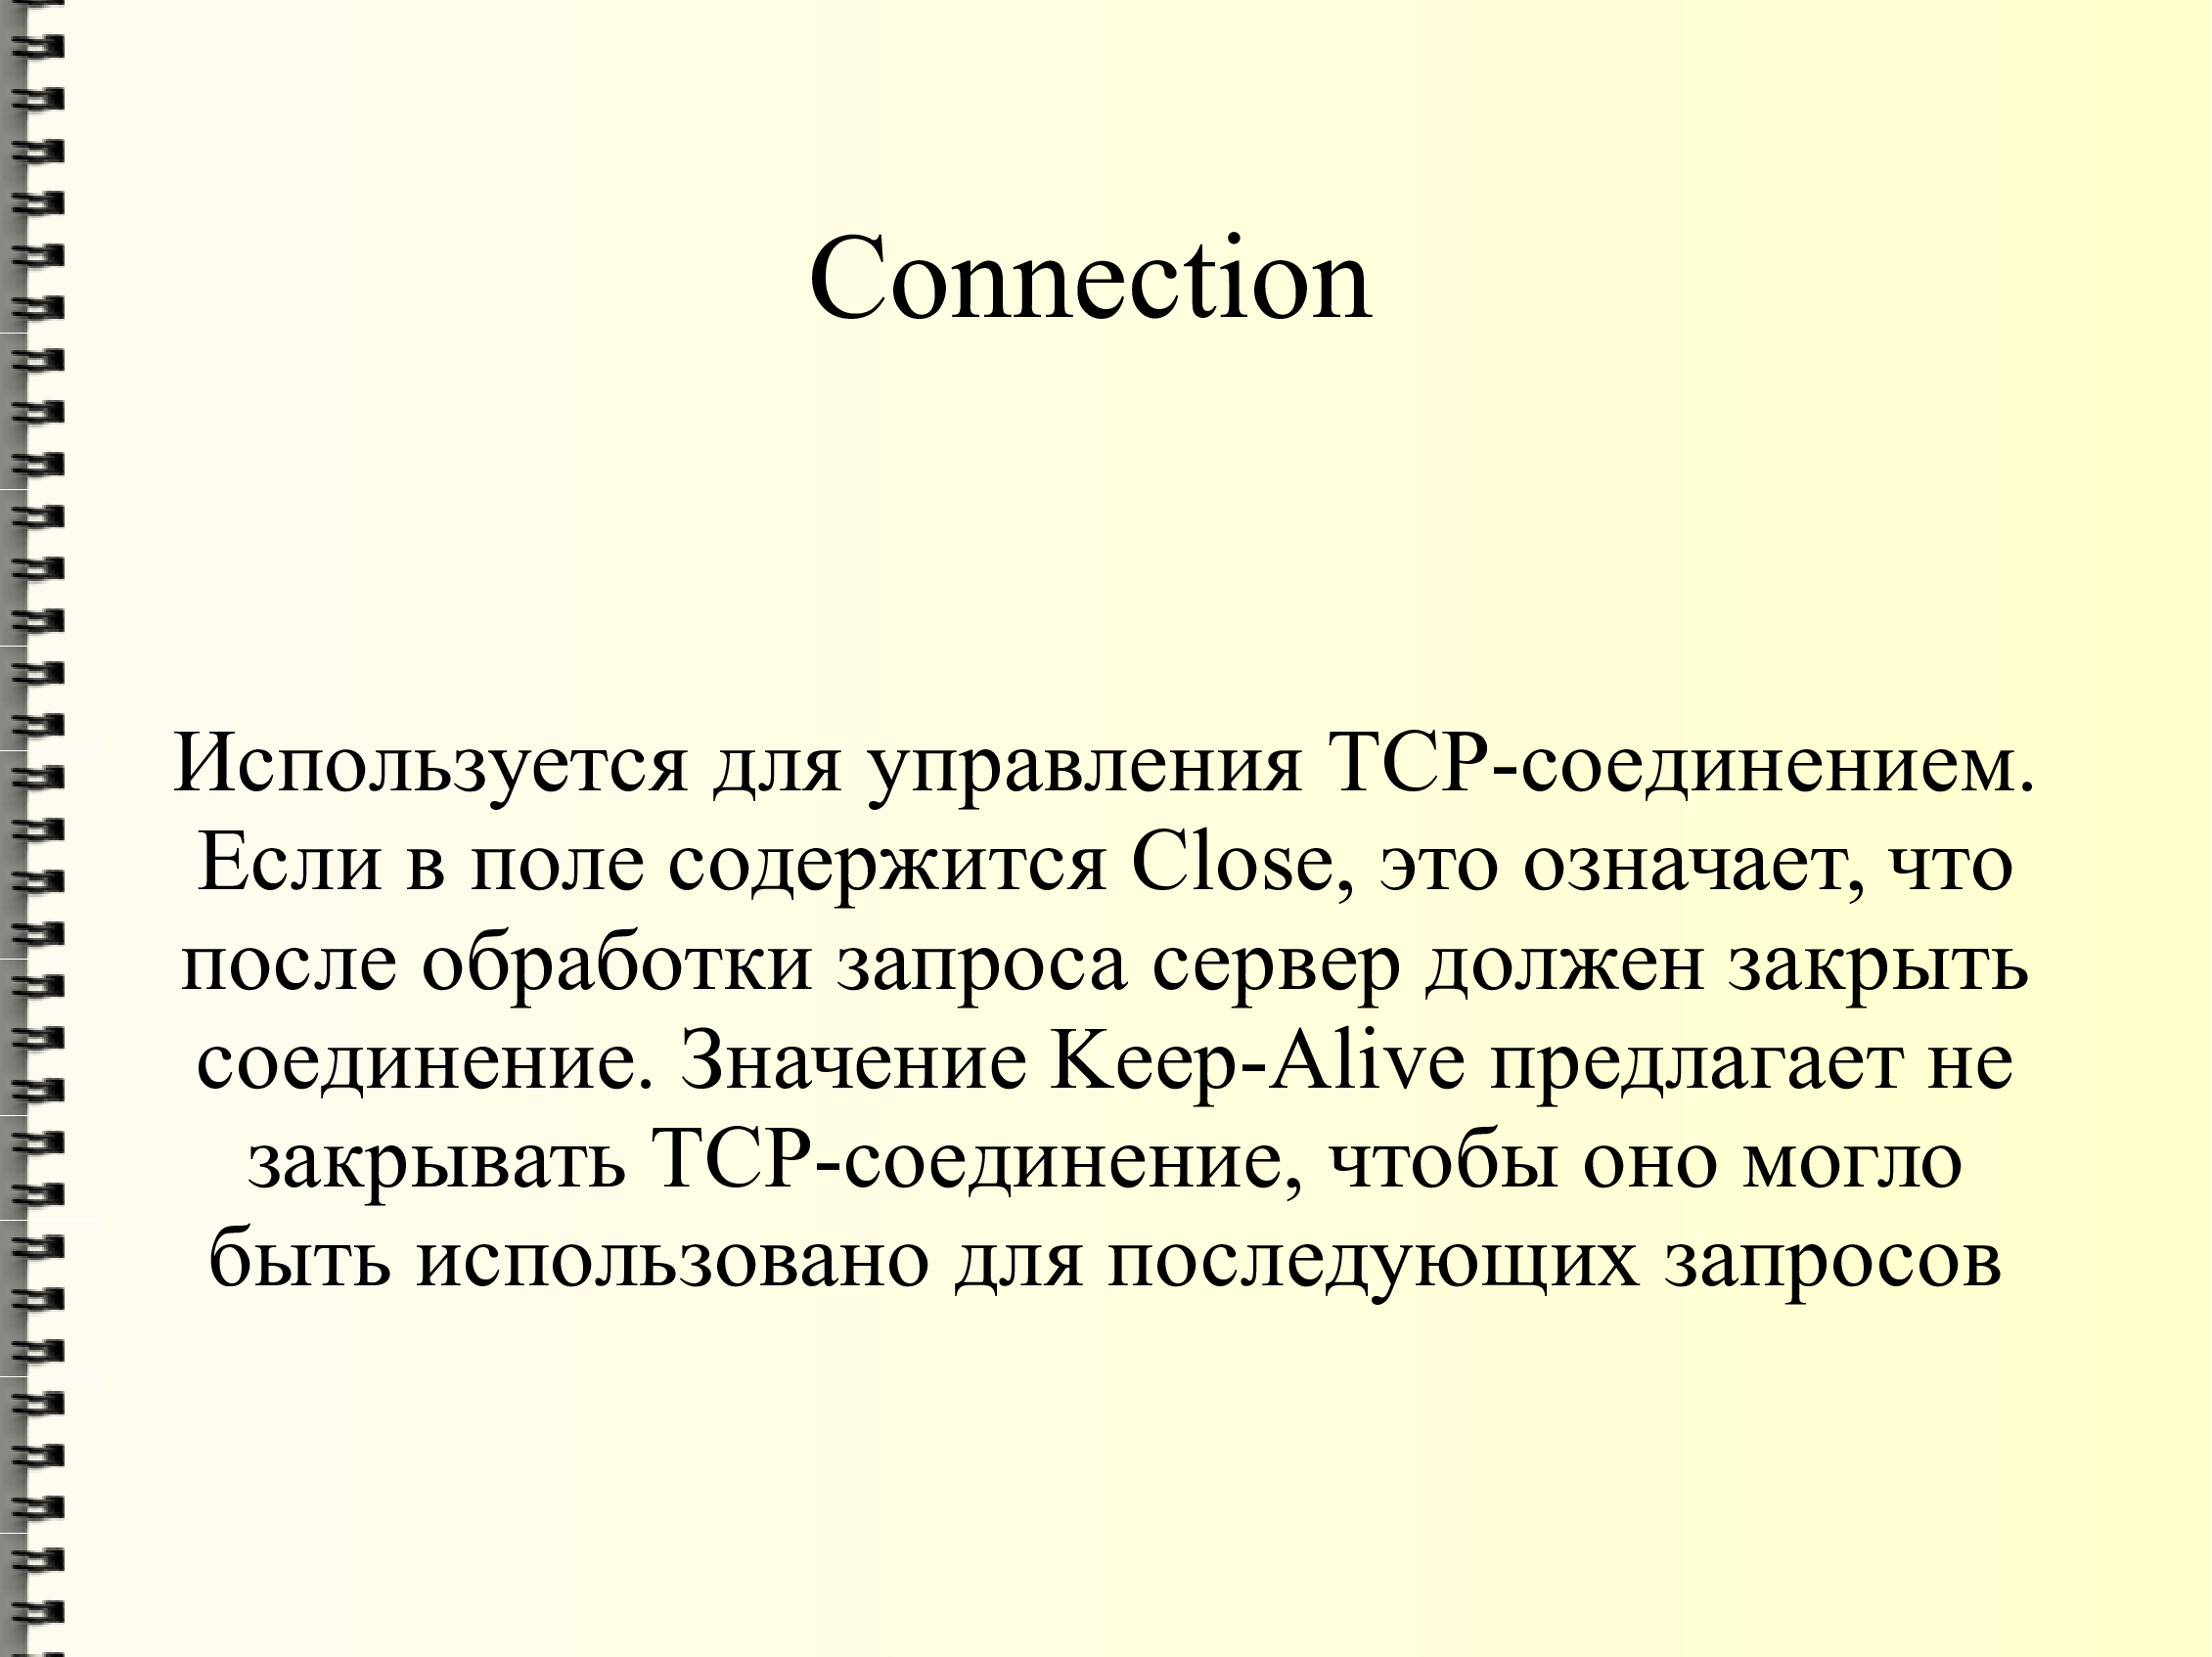 Connection
Используется для управления TCP-соединением.
Если в поле содержится Close, это означает, что
после обработки запроса сервер должен закрыть
соединение. Значение Keep-Alive предлагает не
закрывать TCP-соединение, чтобы оно могло
быть использовано для последующих запросов